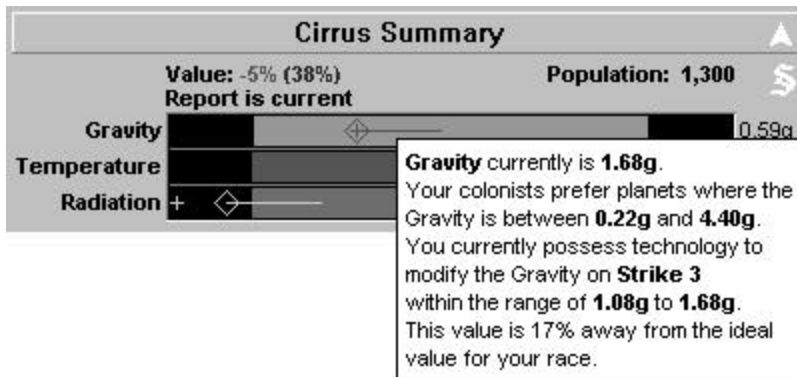 Cirrus Summary
Value: -5% (38%) Population: 1,300
Report is current
Gravity 0.59g
Temperature
Radiation
Gravity currently is 1.68g.
Your colonists prefer planets where the
Gravity is between 0.22g and 4.40g.
You currently possess technology to
modify the Gravity on Strike 3
within the range of 1.08g to 1.68g.
This value is 17% away from the ideal
value for your race.